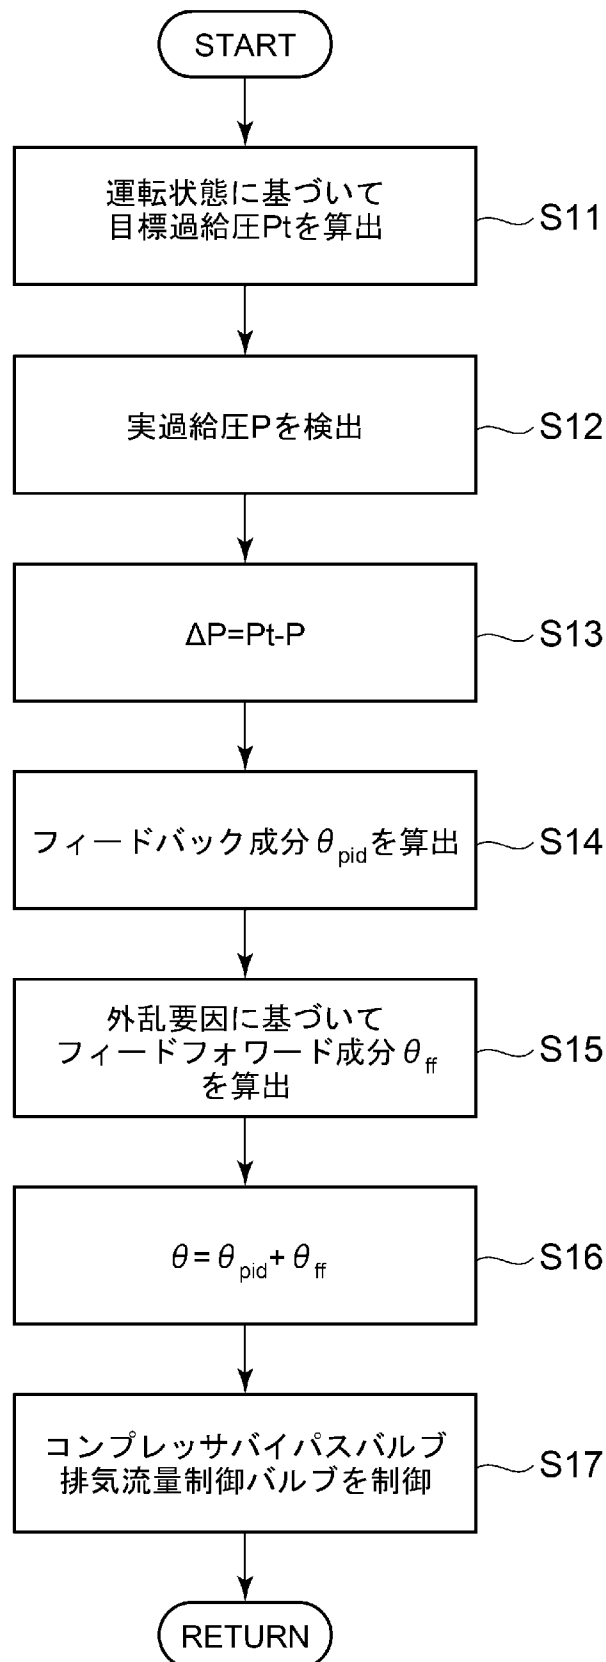 START
運転状態に基づいて
目標過給圧Ptを算出
S11
実過給圧Pを検出
S12
ΔP=Pt-P
S13
フィードバック成分θpidを算出
S14
外乱要因に基づいて
フィードフォワード成分θff
を算出
S15
θ=θpid+θff
S16
コンプレッサバイパスバルブ
排気流量制御バルブを制御
S17
RETURN